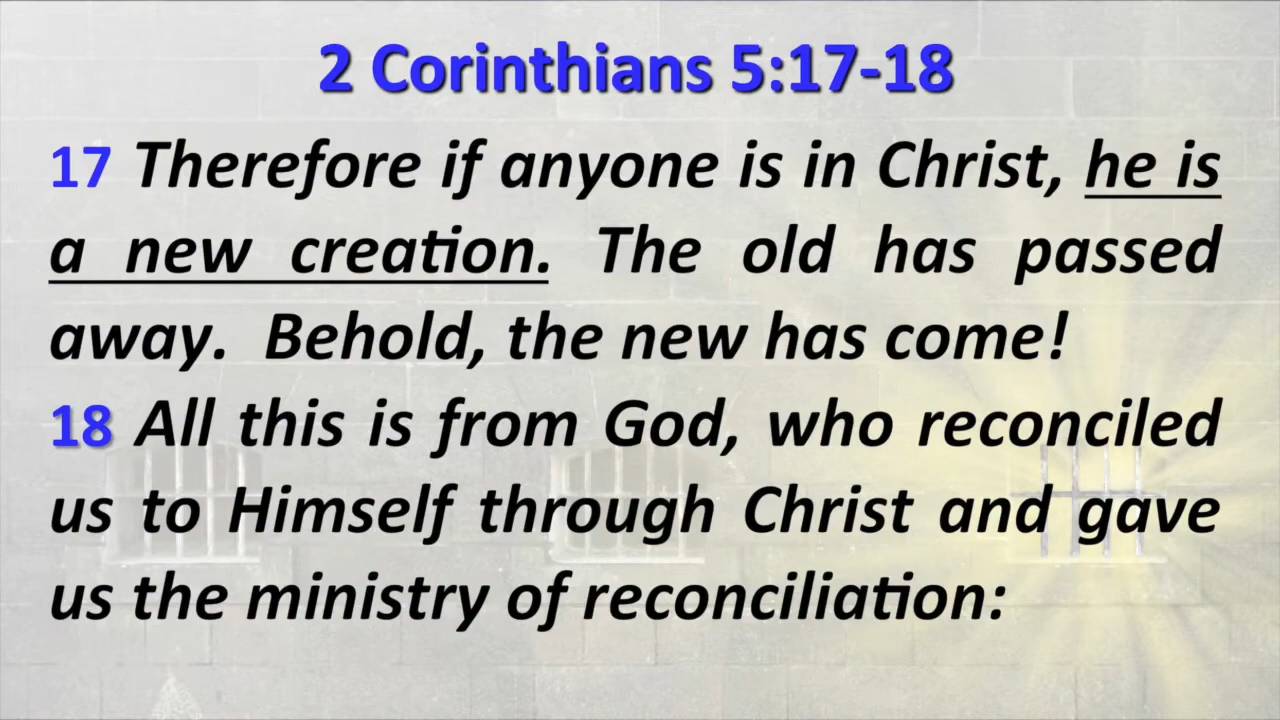 2 Corinthians 5:17-18
17 Therefore if anyone is in Christ, he is
a new creation. The old has passed
away. Behold, the new has come!
18 All this is from God, who reconciled
us to Himself through Christ and gave
us the ministry of reconciliation: